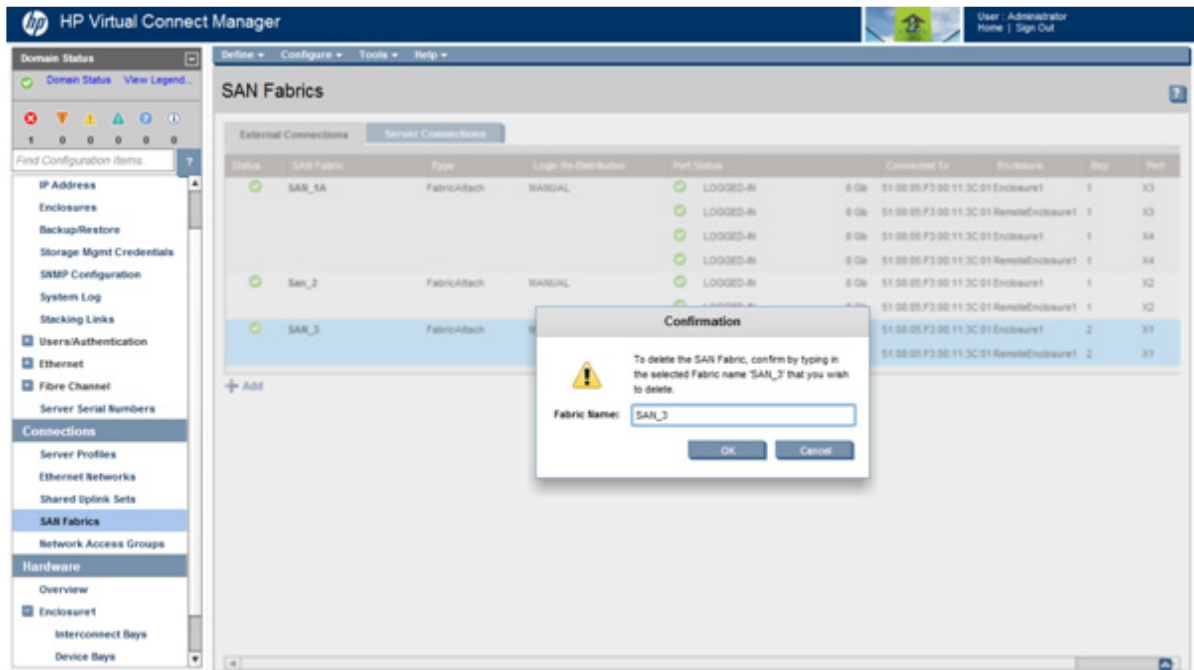 hp HP Virtual Connect Manager
User : Administrator
Home | Sign Out
Domain Status
Domain Status View Legend...
1 0 0 0 0 0
Find Configuration Items. ?
IP Address
Enclosures
Backup/Restore
Storage Mgmt Credentials
SNMP Configuration
System Log
Stacking Links
Users/Authentication
Ethernet
Fibre Channel
Server Serial Numbers
Connections
Server Profiles
Ethernet Networks
Shared Uplink Sets
SAN Fabrics
Network Access Groups
Hardware
Overview
Enclosure1
Interconnect Bays
Device Bays
Define Configure Tools Help
SAN Fabrics ?
External Connections Server Connections
Status SAN Fabric Type Login Re-Distribution Port Status Connected To Enclosure Bay Port
SAN_1A FabricAttach MANUAL LOGGED-IN 8 Gb 51:08:05:F3:00:11:3C:01 Enclosure1 1 X3
LOGGED-IN 8 Gb 51:08:05:F3:00:11:3C:01 RemoteEnclosure1 1 X3
LOGGED-IN 8 Gb 51:08:05:F3:00:11:3C:01 Enclosure1 1 X4
LOGGED-IN 8 Gb 51:08:05:F3:00:11:3C:01 RemoteEnclosure1 1 X4
San_2 FabricAttach MANUAL LOGGED-IN 8 Gb 51:08:05:F3:00:11:3C:01 Enclosure1 1 X2
51:08:05:F3:00:11:3C:01 RemoteEnclosure1 1 X2
SAN_3 FabricAttach 51:08:05:F3:00:11:3C:01 Enclosure1 2 X1
51:08:05:F3:00:11:3C:01 RemoteEnclosure1 2 X1
Add
Confirmation
To delete the SAN Fabric, confirm by typing in
the selected Fabric name 'SAN_3' that you wish
to delete.
Fabric Name: SAN_3
OK Cancel